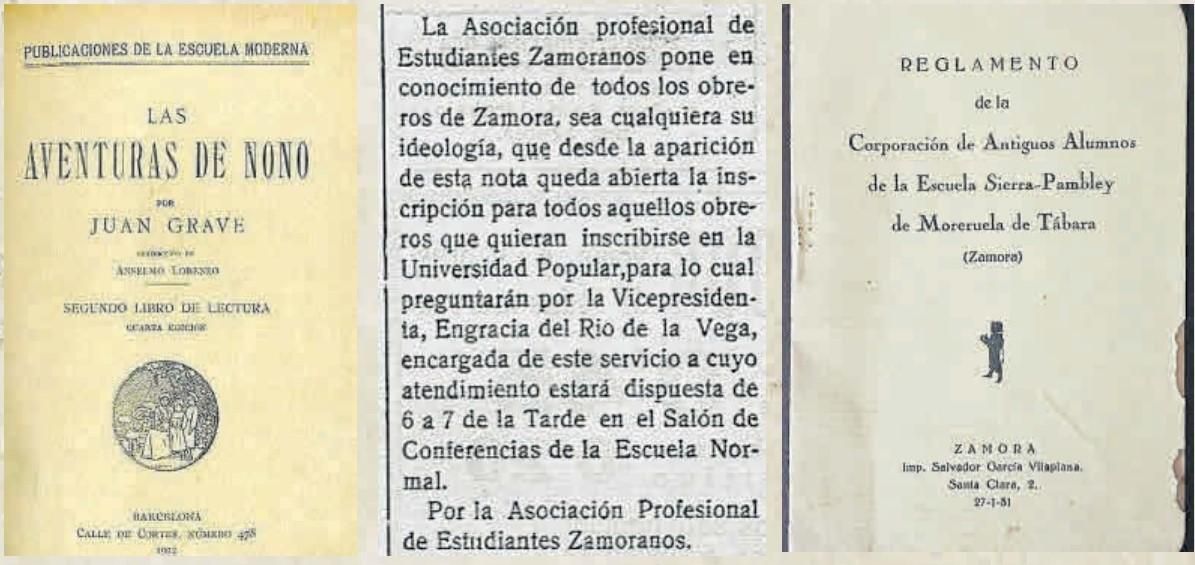 PUBLICACIONES DE LA ESCUELA MODERNA
LAS
AVENTURAS DE NONO
POR
JUAN GRAVE
ANSELMO LORENZO
SEGUNDO LIBRO DE LECTURA
CUARTA EDICIÓN
BARCELONA
CALLE DE CORTES, NÚMERO 478
1912
La Asociación profesional de
Estudiantes Zamoranos pone en
conocimiento de todos los obre-
ros de Zamora, sea cualquiera su
ideología, que desde la aparición
de esta nota queda abierta la ins-
cripción para todos aquellos obre-
ros que quieran inscribirse en la
Universidad Popular,para lo cual
preguntarán por la Vicepresiden-
ta, Engracia del Rio de la Vega,
encargada de este servicio a cuyo
atendimiento estará dispuesta de
6 a 7 de la Tarde en el Salón de
Conferencias de la Escuela Nor-
mal.
Por la Asociación Profesional
de Estudiantes Zamoranos.
REGLAMENTO
de la
Corporación de Antiguos Alumnos
de la Escuela Sierra-Pambley
de Moreruela de Tábara
(Zamora)
ZAMORA
Imp. Salvador García Vilaplana.
Santa Clara, 2.
27-1-31